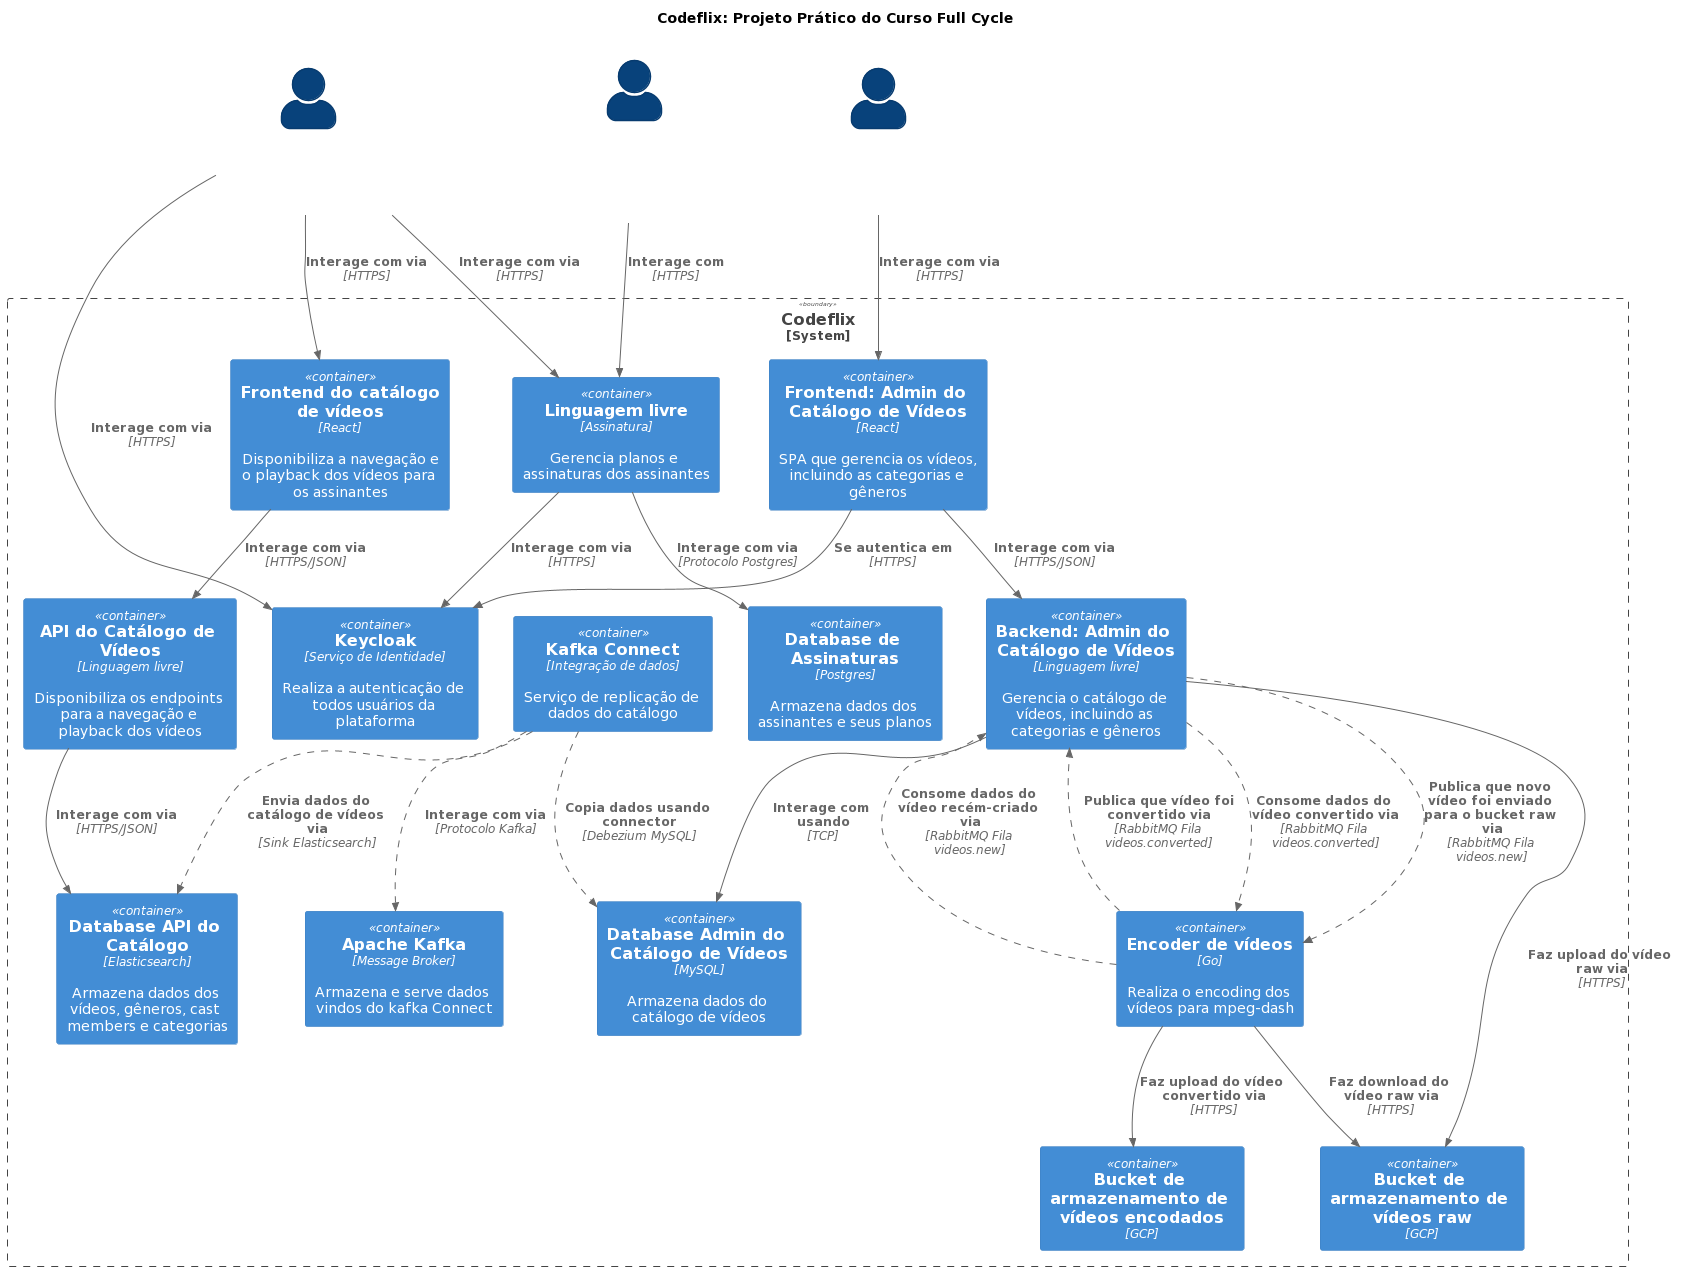 Codeflix: Projeto Prático do Curso Full Cycle
Interage com via
[HTTPS]
Interage com via
[HTTPS]
Interage com
[HTTPS]
Interage com via
[HTTPS]
«boundary»
Codeflix
[System]
«container»
Frontend do catálogo
de vídeos
[React]
Disponibiliza a navegação e
o playback dos vídeos para
os assinantes
«container»
Linguagem livre
[Assinatura]
Gerencia planos e
assinaturas dos assinantes
«container»
Frontend: Admin do
Catálogo de Vídeos
[React]
SPA que gerencia os vídeos,
incluindo as categorias e
gêneros
Interage com via
[HTTPS]
Interage com via
[HTTPS/JSON]
Interage com via
[HTTPS]
Interage com via
[Protocolo Postgres]
Se autentica em
[HTTPS]
Interage com via
[HTTPS/JSON]
«container»
API do Catálogo de
Vídeos
[Linguagem livre]
Disponibiliza os endpoints
para a navegação e
playback dos vídeos
«container»
Keycloak
[Serviço de Identidade]
Realiza a autenticação de
todos usuários da
plataforma
«container»
Kafka Connect
[Integração de dados]
Serviço de replicação de
dados do catálogo
«container»
Database de
Assinaturas
[Postgres]
Armazena dados dos
assinantes e seus planos
«container»
Backend: Admin do
Catálogo de Vídeos
[Linguagem livre]
Gerencia o catálogo de
vídeos, incluindo as
categorias e gêneros
Interage com via
[HTTPS/JSON]
Envia dados do
catálogo de vídeos
via
[Sink Elasticsearch]
Interage com via
[Protocolo Kafka]
Copia dados usando
connector
[Debezium MySQL]
Interage com
usando
[TCP]
Consome dados do
vídeo recém-criado
via
[RabbitMQ Fila
videos.new]
Publica que vídeo foi
convertido via
[RabbitMQ Fila
videos.converted]
Consome dados do
vídeo convertido via
[RabbitMQ Fila
videos.converted]
Publica que novo
vídeo foi enviado
para o bucket raw
via
[RabbitMQ Fila
videos.new]
«container»
Database API do
Catálogo
[Elasticsearch]
Armazena dados dos
vídeos, gêneros, cast
members e categorias
«container»
Apache Kafka
[Message Broker]
Armazena e serve dados
vindos do kafka Connect
«container»
Database Admin do
Catálogo de Vídeos
[MySQL]
Armazena dados do
catálogo de vídeos
«container»
Encoder de vídeos
[Go]
Realiza o encoding dos
vídeos para mpeg-dash
Faz upload do vídeo
raw via
[HTTPS]
Faz upload do vídeo
convertido via
[HTTPS]
Faz download do
vídeo raw via
[HTTPS]
«container»
Bucket de
armazenamento de
vídeos encodados
[GCP]
«container»
Bucket de
armazenamento de
vídeos raw
[GCP]